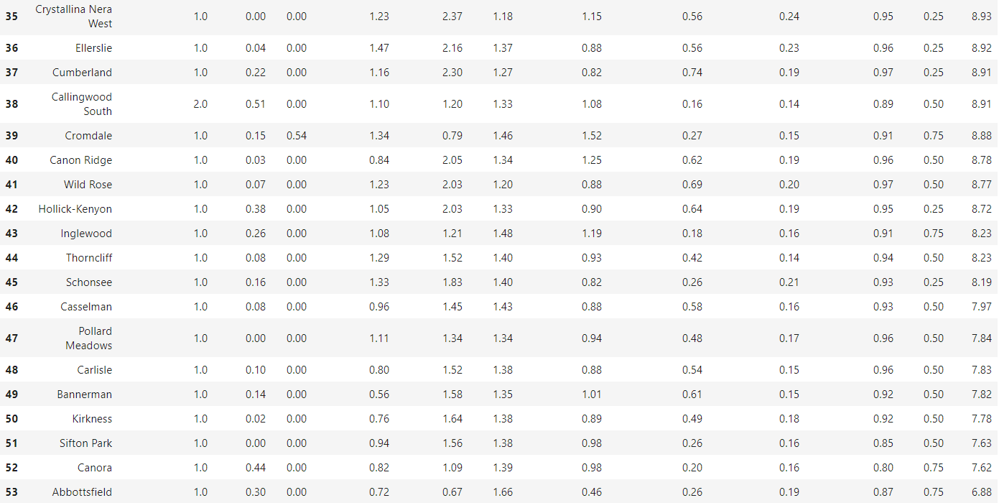 35 Crystallina Nera West 1.0 0.00 0.00 1.23 2.37 1.18 1.15 0.56 0.24 0.95 0.25 8.93
36 Ellerslie 1.0 0.04 0.00 1.47 2.16 1.37 0.88 0.56 0.23 0.96 0.25 8.92
37 Cumberland 1.0 0.22 0.00 1.16 2.30 1.27 0.82 0.74 0.19 0.97 0.25 8.91
38 Callingwood South 2.0 0.51 0.00 1.10 1.20 1.33 1.08 0.16 0.14 0.89 0.50 8.91
39 Cromdale 1.0 0.15 0.54 1.34 0.79 1.46 1.52 0.27 0.15 0.91 0.75 8.88
40 Canon Ridge 1.0 0.03 0.00 0.84 2.05 1.34 1.25 0.62 0.19 0.96 0.50 8.78
41 Wild Rose 1.0 0.07 0.00 1.23 2.03 1.20 0.88 0.69 0.20 0.97 0.50 8.77
42 Hollick-Kenyon 1.0 0.38 0.00 1.05 2.03 1.33 0.90 0.64 0.19 0.95 0.25 8.72
43 Inglewood 1.0 0.26 0.00 1.08 1.21 1.48 1.19 0.18 0.16 0.91 0.75 8.23
44 Thorncliff 1.0 0.08 0.00 1.29 1.52 1.40 0.93 0.42 0.14 0.94 0.50 8.23
45 Schonsee 1.0 0.16 0.00 1.33 1.83 1.40 0.82 0.26 0.21 0.93 0.25 8.19
46 Casselman 1.0 0.08 0.00 0.96 1.45 1.43 0.88 0.58 0.16 0.93 0.50 7.97
47 Pollard Meadows 1.0 0.00 0.00 1.11 1.34 1.34 0.94 0.48 0.17 0.96 0.50 7.84
48 Carlisle 1.0 0.10 0.00 0.80 1.52 1.38 0.88 0.54 0.15 0.96 0.50 7.83
49 Bannerman 1.0 0.14 0.00 0.56 1.58 1.35 1.01 0.61 0.15 0.92 0.50 7.82
50 Kirkness 1.0 0.02 0.00 0.76 1.64 1.38 0.89 0.49 0.18 0.92 0.50 7.78
51 Sifton Park 1.0 0.00 0.00 0.94 1.56 1.38 0.98 0.26 0.16 0.85 0.50 7.63
52 Canora 1.0 0.44 0.00 0.82 1.09 1.39 0.98 0.20 0.16 0.80 0.75 7.62
53 Abbottsfield 1.0 0.30 0.00 0.72 0.67 1.66 0.46 0.26 0.19 0.87 0.75 6.88